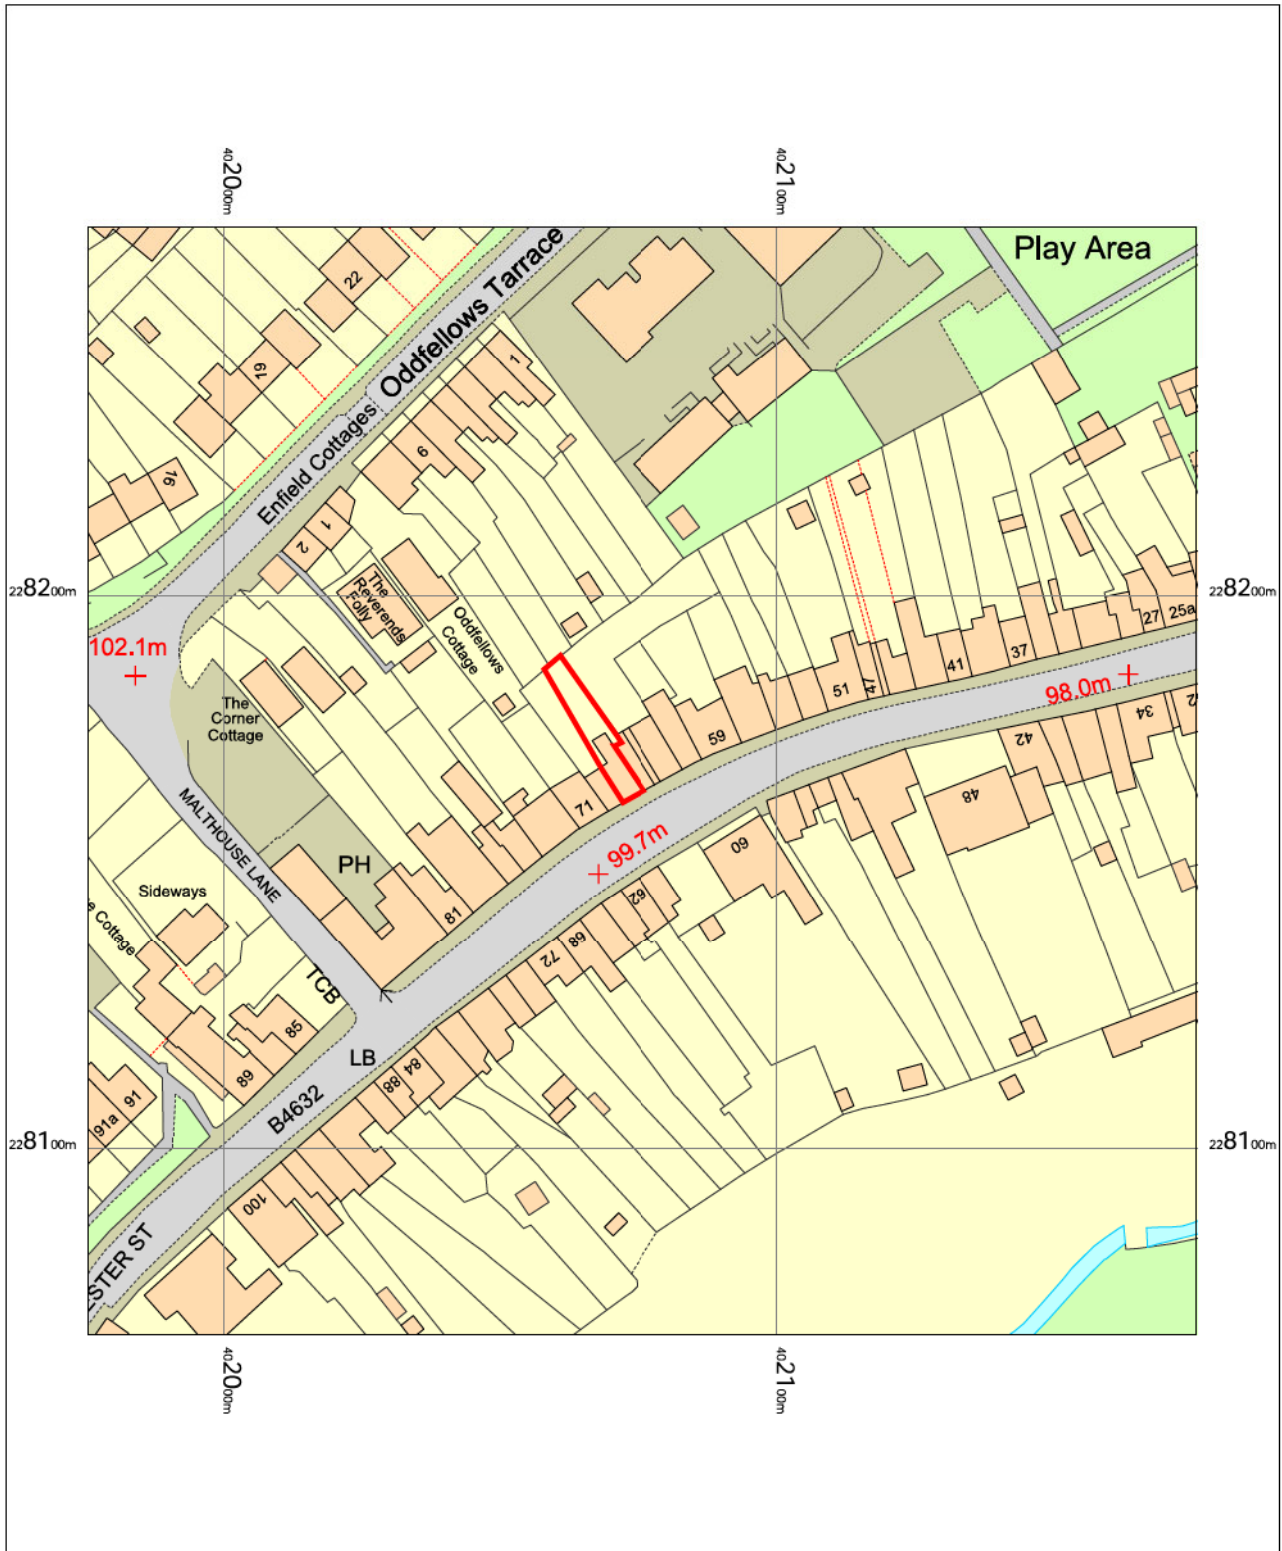 4020 00m
4021 00m
Play Area
Oddfellows Tarrace
22
19
1
Enfield Cottages
9
16
1
2
The
Reverends
Folly
2282 00m
2282 00m
Oddfellows
Cottage
27
25a
102.1m
37
41
51
47
98.0m
The
Corner
Cottage
34
42
59
71
48
MALTHOUSE LANE
99.7m
60
PH
Sideways
62
81
e Cottage
68
72
TCB
85
LB
84
88
89
B4632
91
91a
2281 00m
2281 00m
100
ESTER ST
4020 00m
4021 00m